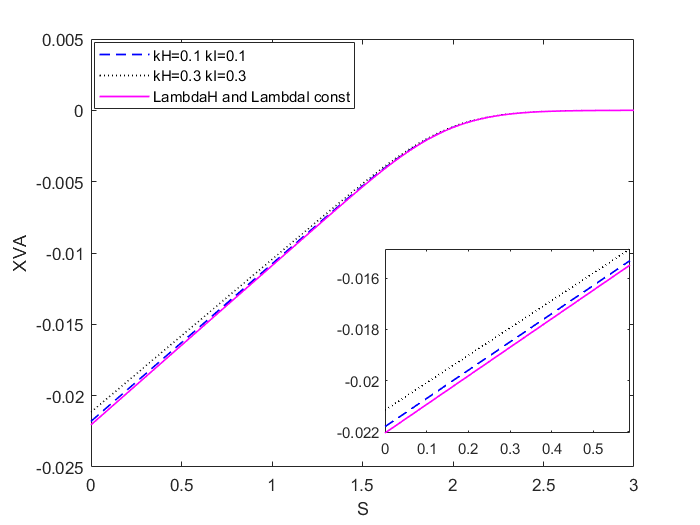 0.005
0
-0.005
-0.01
-0.015
-0.02
-0.025
XVA
kH=0.1 kI=0.1
kH=0.3 kI=0.3
LambdaH and LambdaI const
-0.016
-0.018
-0.02
-0.022
0 0.1 0.2 0.3 0.4 0.5
0 0.5 1 1.5 2 2.5 3
S